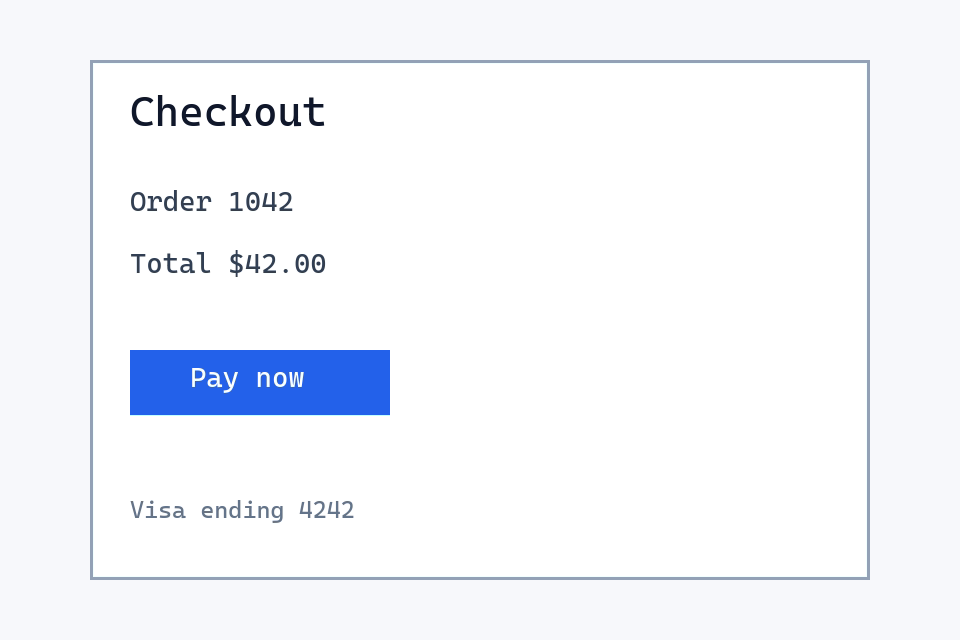 Checkout
Order 1042
Total $42.00
Pay now
Visa ending 4242